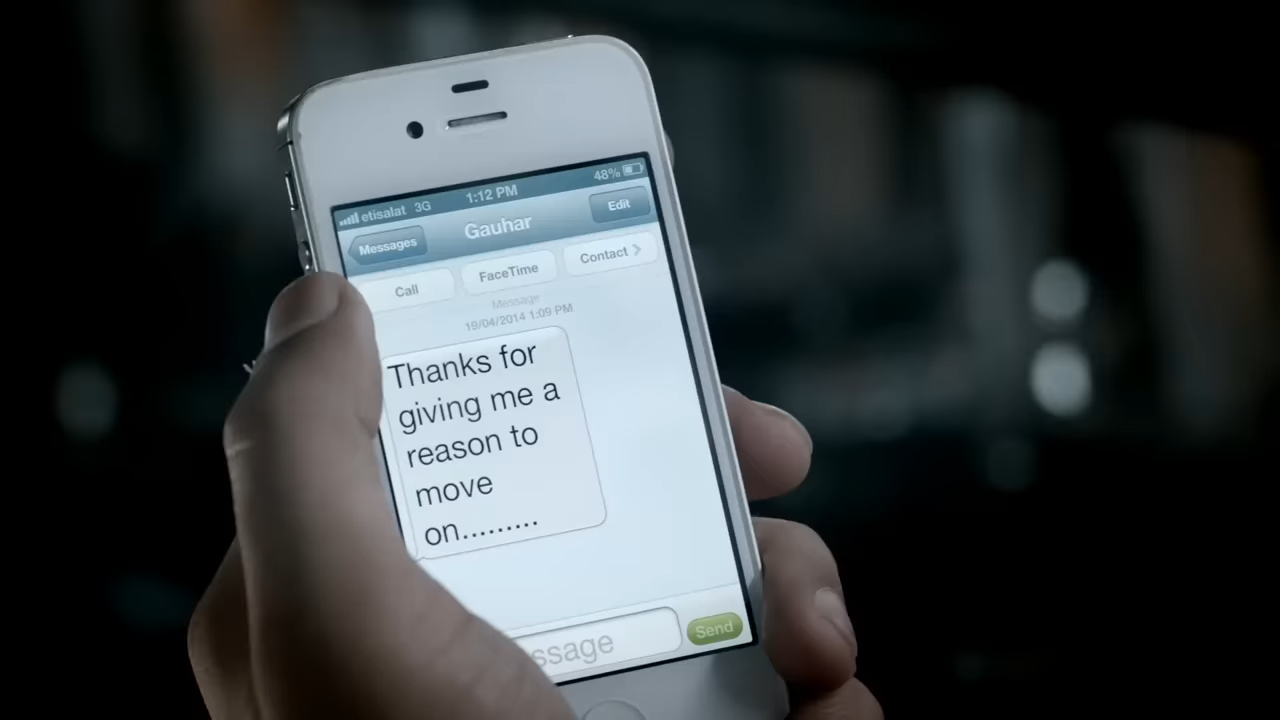 etisalat 3G 1:12 PM 48%
Messages Gauhar Edit
Call FaceTime Contact
Message
19/04/2014 1:09 PM
Thanks for
giving me a
reason to
move
on.........
ssage Send